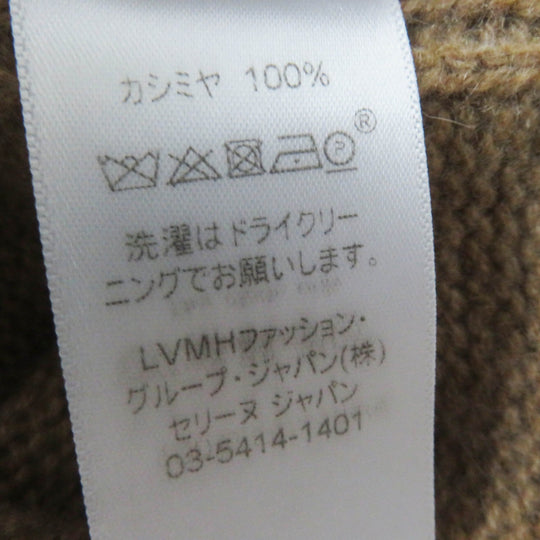 カシミヤ 100%
P ®
洗濯はドライクリー
ニングでお願いします。
LVMHファッション・
グループ・ジャパン(株)
セリーヌ ジャパン
03-5414-1401